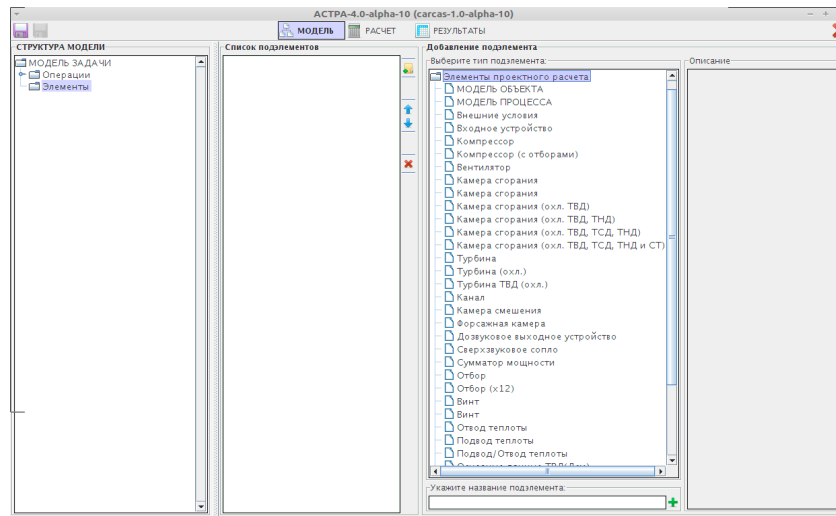 АСТРА-4.0-alpha-10 (carcas-1.0-alpha-10)
МОДЕЛЬ РАСЧЕТ РЕЗУЛЬТАТЫ
СТРУКТУРА МОДЕЛИ
МОДЕЛЬ ЗАДАЧИ
Операции
Элементы
Список подэлементов
Добавление подэлемента
Выберите тип подэлемента:
Элементы проектного расчета
МОДЕЛЬ ОБЪЕКТА
МОДЕЛЬ ПРОЦЕССА
Внешние условия
Входное устройство
Компрессор
Компрессор (с отборами)
Вентилятор
Камера сгорания
Камера сгорания
Камера сгорания (охл. ТВД)
Камера сгорания (охл. ТВД, ТНД)
Камера сгорания (охл. ТВД, ТСД, ТНД)
Камера сгорания (охл. ТВД, ТСД, ТНД и СТ)
Турбина
Турбина (охл.)
Турбина ТВД (охл.)
Канал
Камера смешения
Форсажная камера
Дозвуковое выходное устройство
Сверхзвуковое сопло
Сумматор мощности
Отбор
Отбор (x12)
Винт
Винт
Отвод теплоты
Подвод теплоты
Подвод/Отвод теплоты
Укажите название подэлемента:
Описание